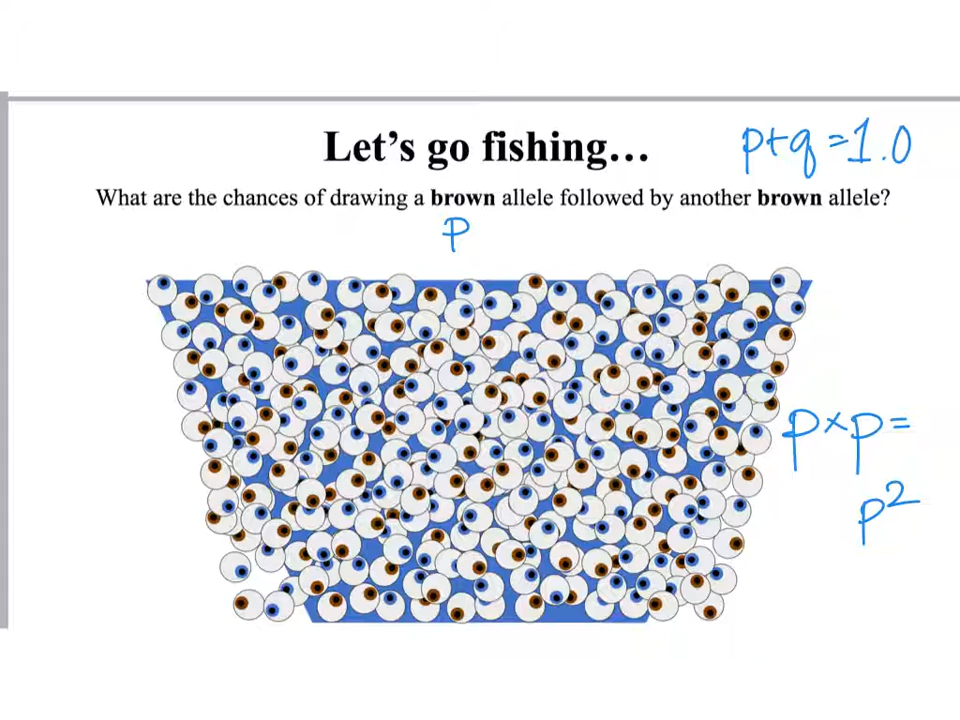 Let's go fishing…
p+q=1.0
What are the chances of drawing a brown allele followed by another brown allele?
p
p×p=
p²